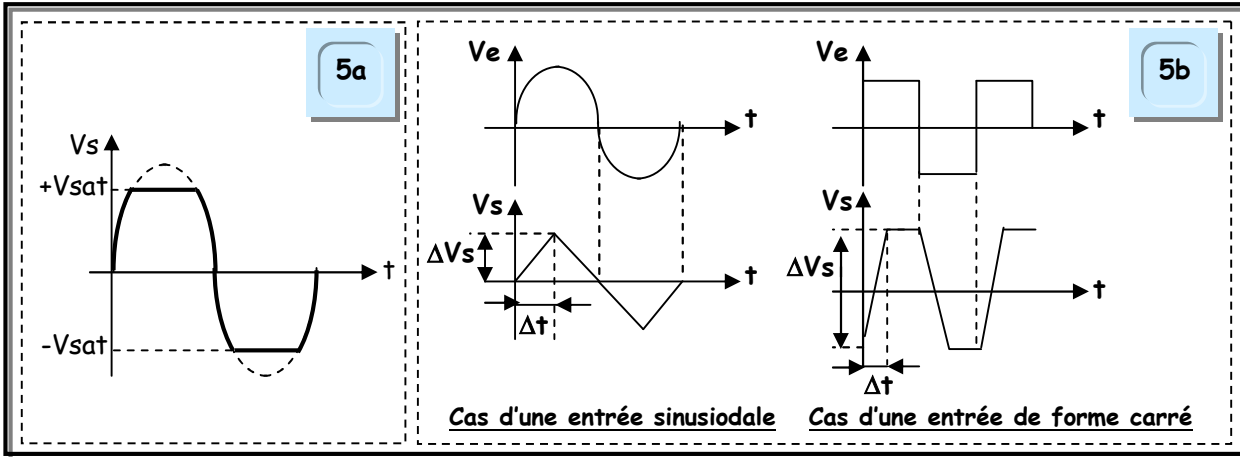 5a
Vs
+Vsat
-Vsat
t
Ve
t
Vs
ΔVs
t
Δt
Cas d'une entrée sinusiodale
5b
Ve
t
Vs
ΔVs
t
Δt
Cas d'une entrée de forme carré